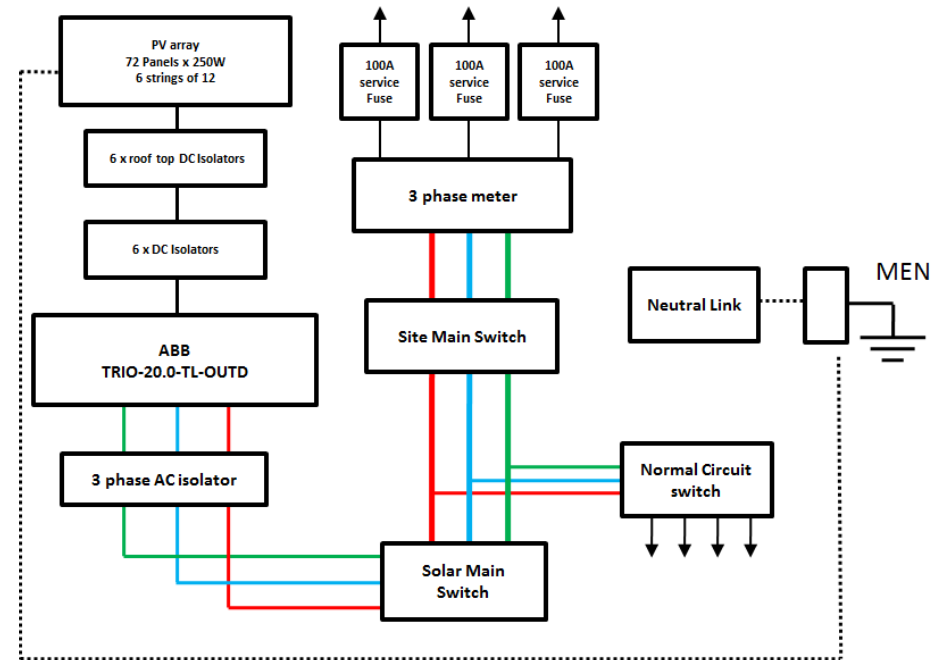 PV array
72 Panels x 250W
6 strings of 12
100A
service
Fuse
100A
service
Fuse
100A
service
Fuse
6 x roof top DC Isolators
3 phase meter
6 x DC Isolators
MEN
Neutral Link
Site Main Switch
ABB
TRIO-20.0-TL-OUTD
3 phase AC isolator
Normal Circuit
switch
Solar Main
Switch